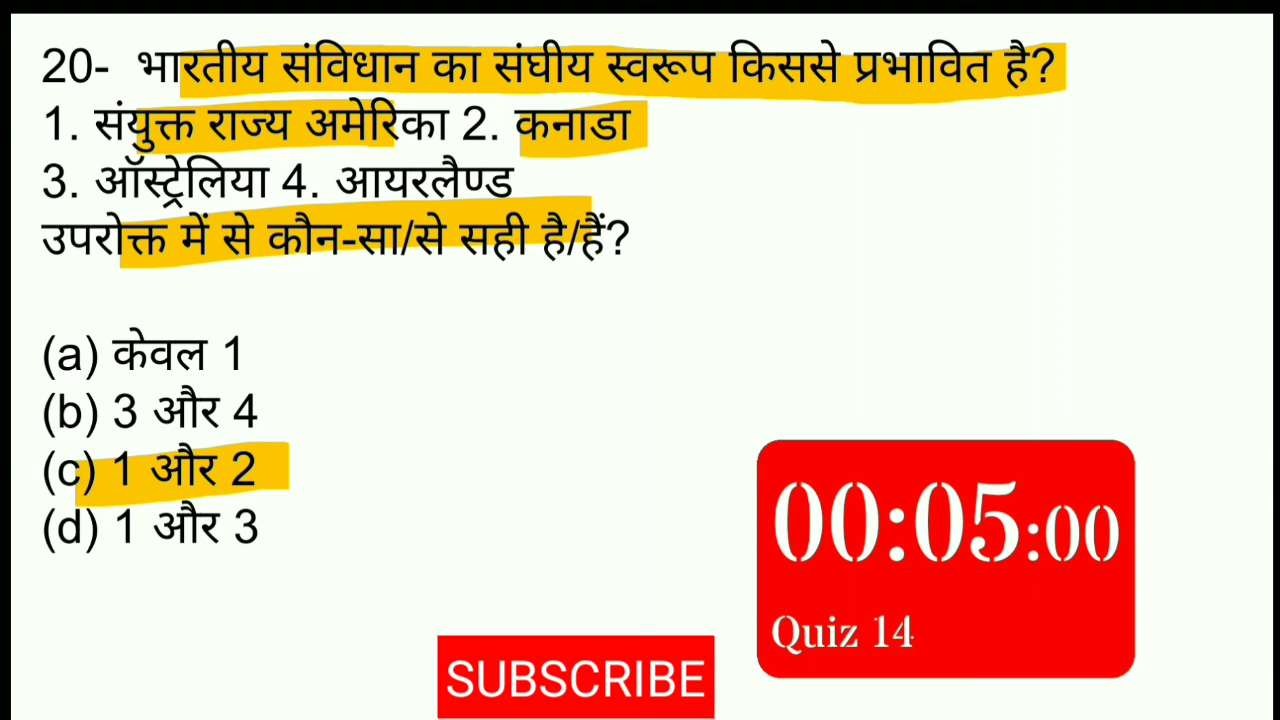 20- भारतीय संविधान का संघीय स्वरूप किससे प्रभावित है?
1. संयुक्त राज्य अमेरिका 2. कनाडा
3. ऑस्ट्रेलिया 4. आयरलैण्ड
उपरोक्त में से कौन-सा/से सही है/हैं?
(a) केवल 1
(b) 3 और 4
(c) 1 और 2
(d) 1 और 3
00:05:00
Quiz 14
SUBSCRIBE